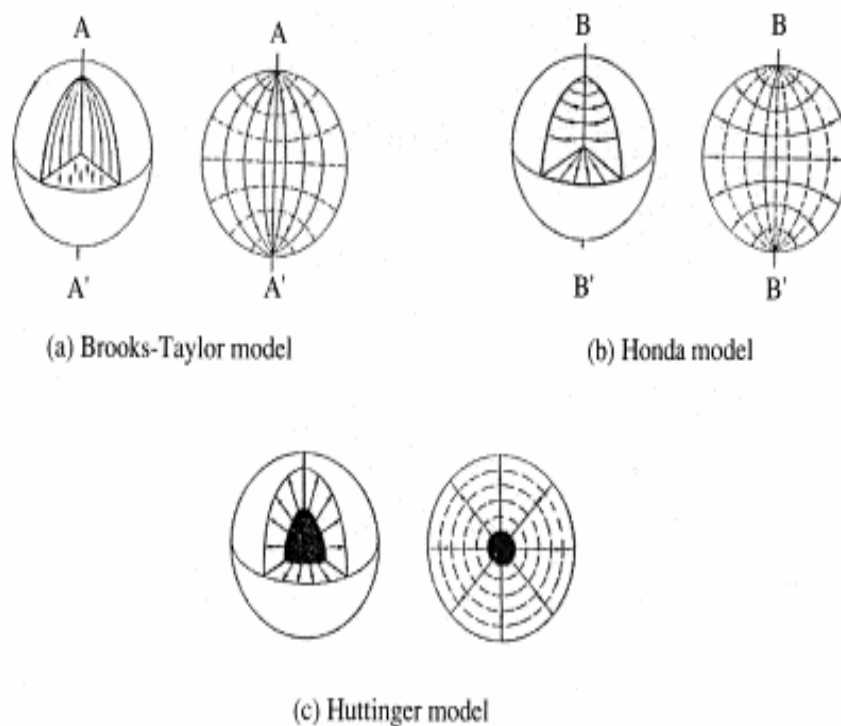 A A B B
A' A' B' B'
(a) Brooks-Taylor model (b) Honda model
(c) Huttinger model